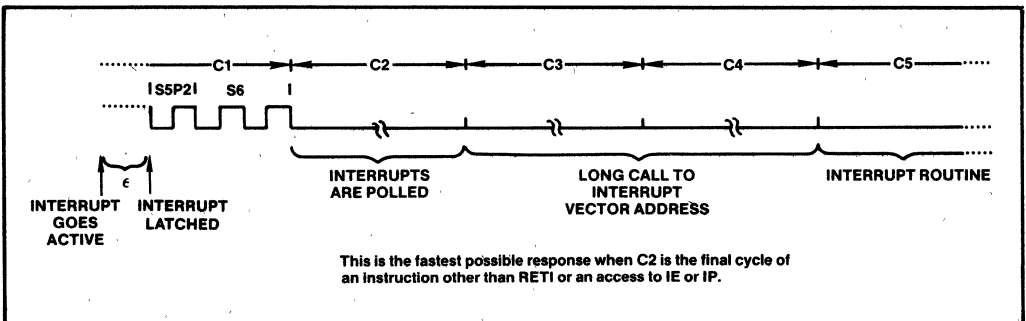 C1 C2 C3 C4 C5
S5P2 S6
ε
INTERRUPT GOES ACTIVE
INTERRUPT LATCHED
INTERRUPTS ARE POLLED
LONG CALL TO INTERRUPT VECTOR ADDRESS
INTERRUPT ROUTINE
This is the fastest possible response when C2 is the final cycle of
an instruction other than RETI or an access to IE or IP.